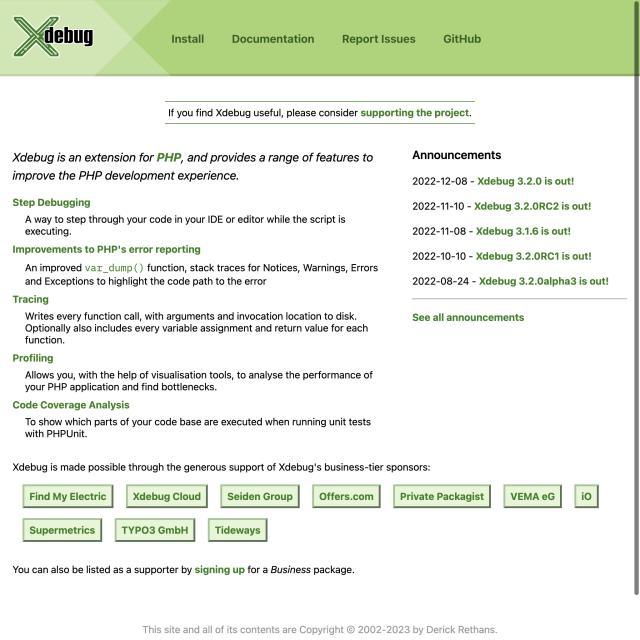 Xdebug
Install Documentation Report Issues GitHub
If you find Xdebug useful, please consider supporting the project.
Xdebug is an extension for PHP, and provides a range of features to
improve the PHP development experience.
Step Debugging
A way to step through your code in your IDE or editor while the script is
executing.
Improvements to PHP's error reporting
An improved var_dump() function, stack traces for Notices, Warnings, Errors
and Exceptions to highlight the code path to the error
Tracing
Writes every function call, with arguments and invocation location to disk.
Optionally also includes every variable assignment and return value for each
function.
Profiling
Allows you, with the help of visualisation tools, to analyse the performance of
your PHP application and find bottlenecks.
Code Coverage Analysis
To show which parts of your code base are executed when running unit tests
with PHPUnit.
Announcements
2022-12-08 - Xdebug 3.2.0 is out!
2022-11-10 - Xdebug 3.2.0RC2 is out!
2022-11-08 - Xdebug 3.1.6 is out!
2022-10-10 - Xdebug 3.2.0RC1 is out!
2022-08-24 - Xdebug 3.2.0alpha3 is out!
See all announcements
Xdebug is made possible through the generous support of Xdebug's business-tier sponsors:
Find My Electric Xdebug Cloud Seiden Group Offers.com Private Packagist VEMA eG iO
Supermetrics TYPO3 GmbH Tideways
You can also be listed as a supporter by signing up for a Business package.
This site and all of its contents are Copyright © 2002-2023 by Derick Rethans.